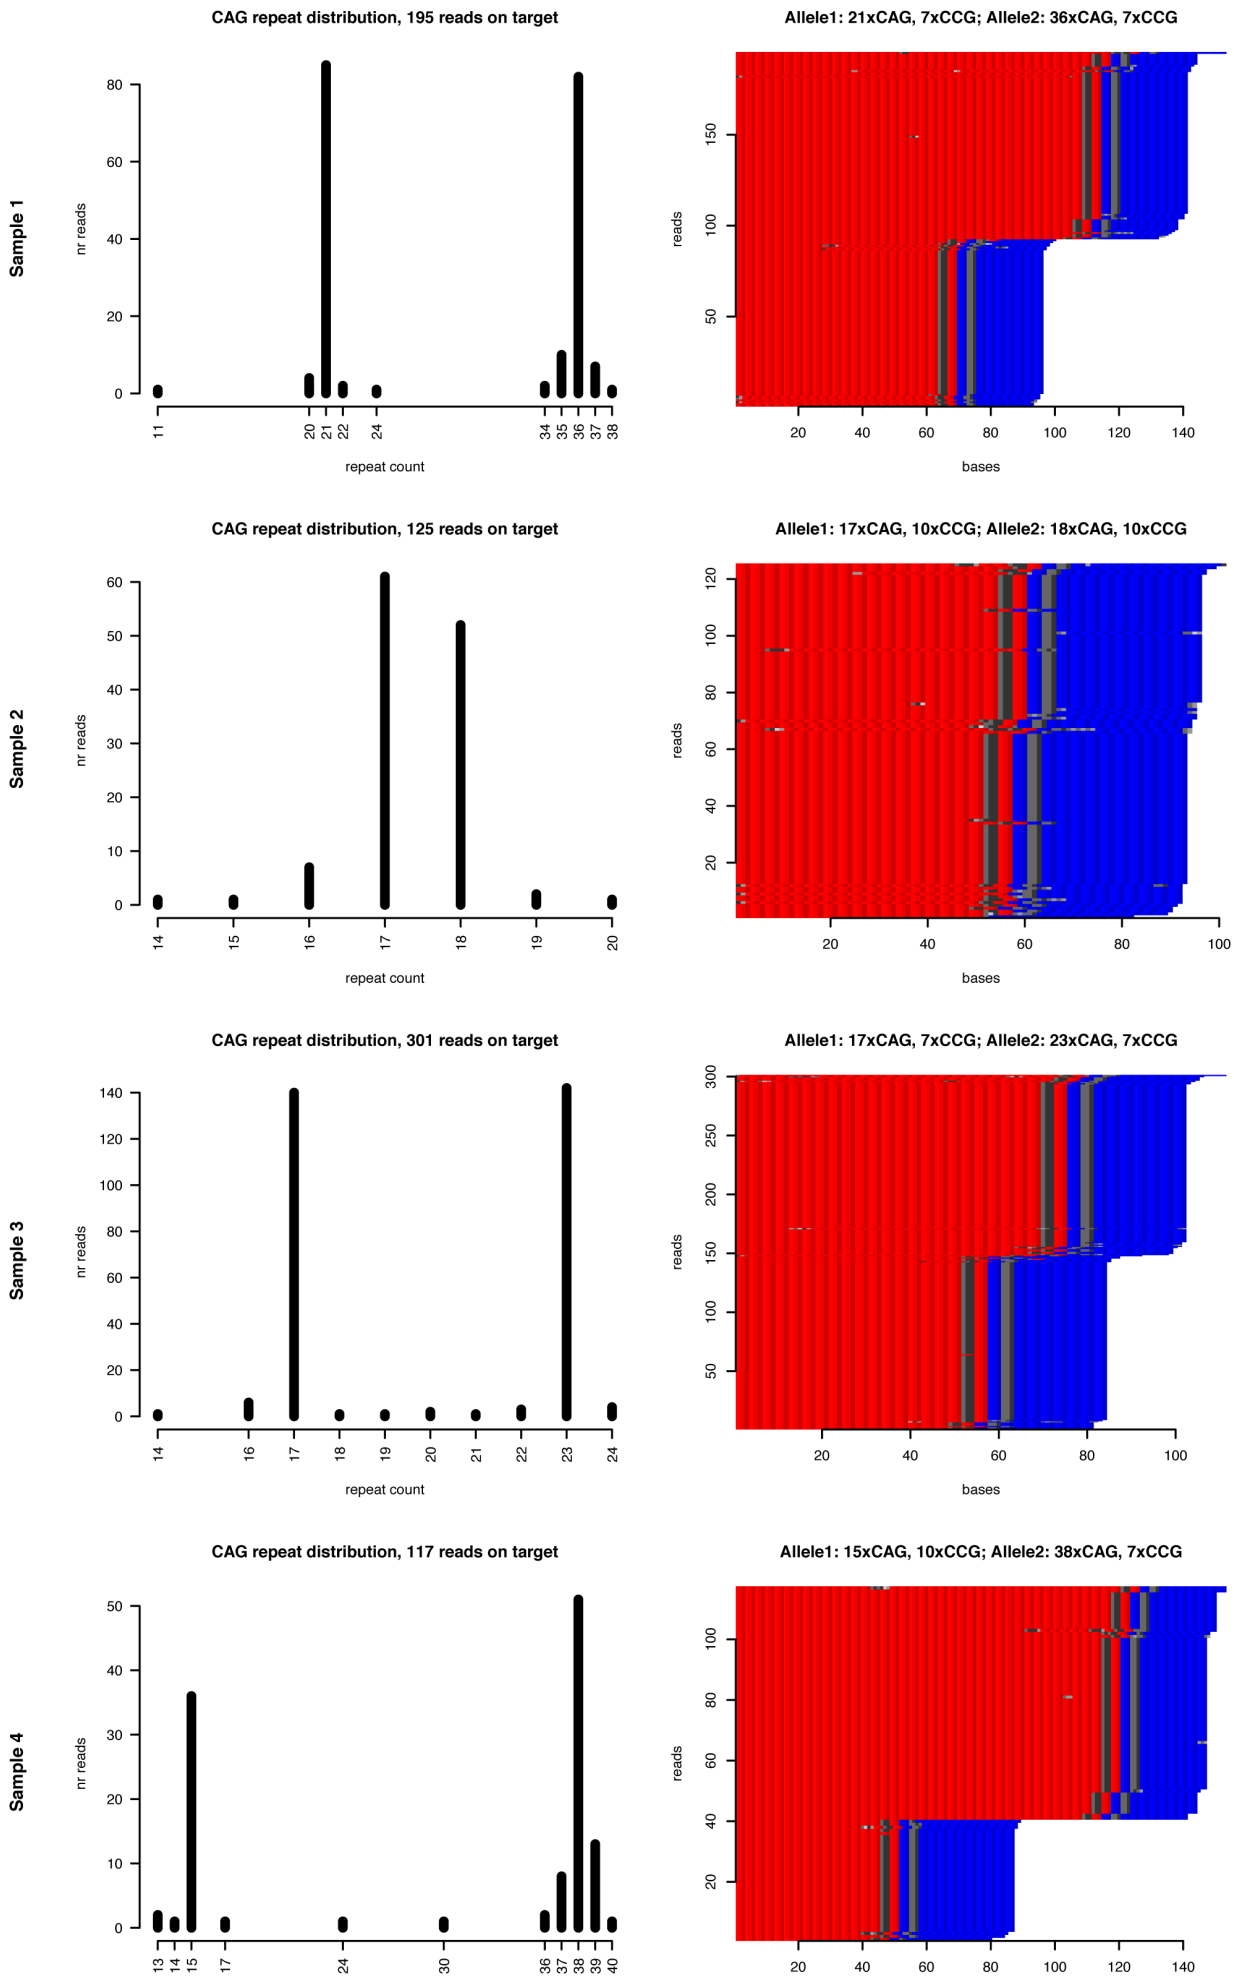 CAG repeat distribution, 195 reads on target
Allele1: 21xCAG, 7xCCG; Allele2: 36xCAG, 7xCCG
Sample 1
nr reads
0 20 40 60 80
11 20 21 22 24 34 35 36 37 38
repeat count
reads
50 100 150
20 40 60 80 100 120 140
bases
CAG repeat distribution, 125 reads on target
Allele1: 17xCAG, 10xCCG; Allele2: 18xCAG, 10xCCG
Sample 2
nr reads
0 10 20 30 40 50 60
14 15 16 17 18 19 20
repeat count
reads
20 40 60 80 100 120
20 40 60 80 100
bases
CAG repeat distribution, 301 reads on target
Allele1: 17xCAG, 7xCCG; Allele2: 23xCAG, 7xCCG
Sample 3
nr reads
0 20 40 60 80 100 120 140
14 16 17 18 19 20 21 22 23 24
repeat count
reads
50 100 150 200 250 300
20 40 60 80 100
bases
CAG repeat distribution, 117 reads on target
Allele1: 15xCAG, 10xCCG; Allele2: 38xCAG, 7xCCG
Sample 4
nr reads
0 10 20 30 40 50
13 14 15 17 24 30 36 37 38 39 40
reads
20 40 60 80 100
20 40 60 80 100 120 140